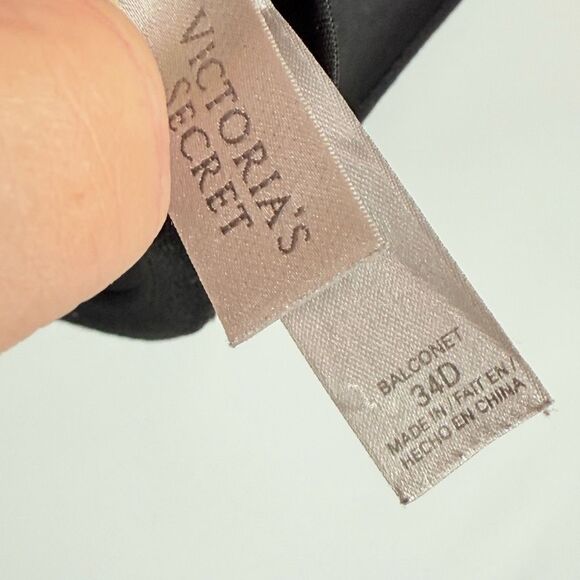 VICTORIA'S
SECRET
BALCONET
34D
MADE IN / FAIT EN /
HECHO EN CHINA